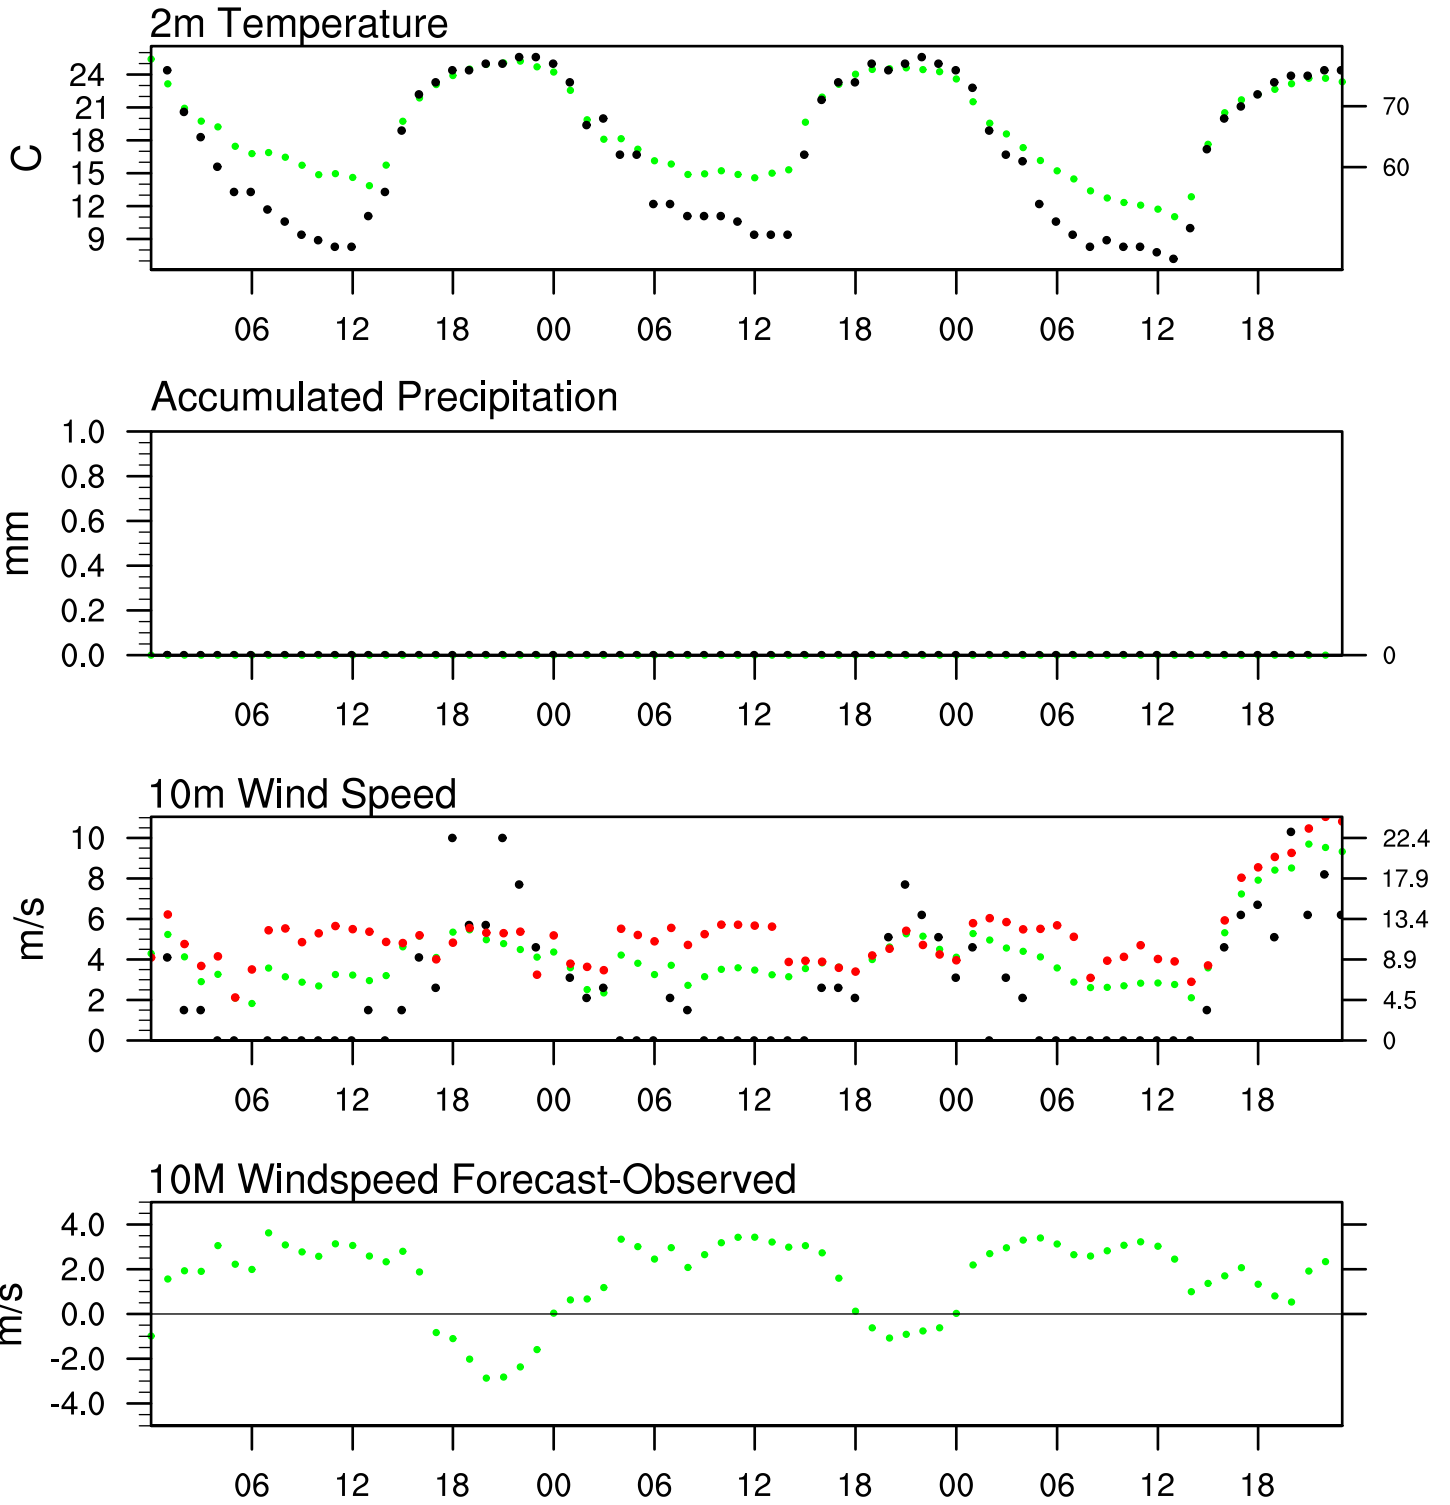 2m Temperature
24
21
18
15
12
9
C
70
60
06 12 18 00 06 12 18 00 06 12 18
Accumulated Precipitation
1.0
0.8
0.6
0.4
0.2
0.0
mm
0
06 12 18 00 06 12 18 00 06 12 18
10m Wind Speed
10
8
6
4
2
0
m/s
22.4
17.9
13.4
8.9
4.5
0
06 12 18 00 06 12 18 00 06 12 18
10M Windspeed Forecast-Observed
4.0
2.0
0.0
-2.0
-4.0
m/s
06 12 18 00 06 12 18 00 06 12 18